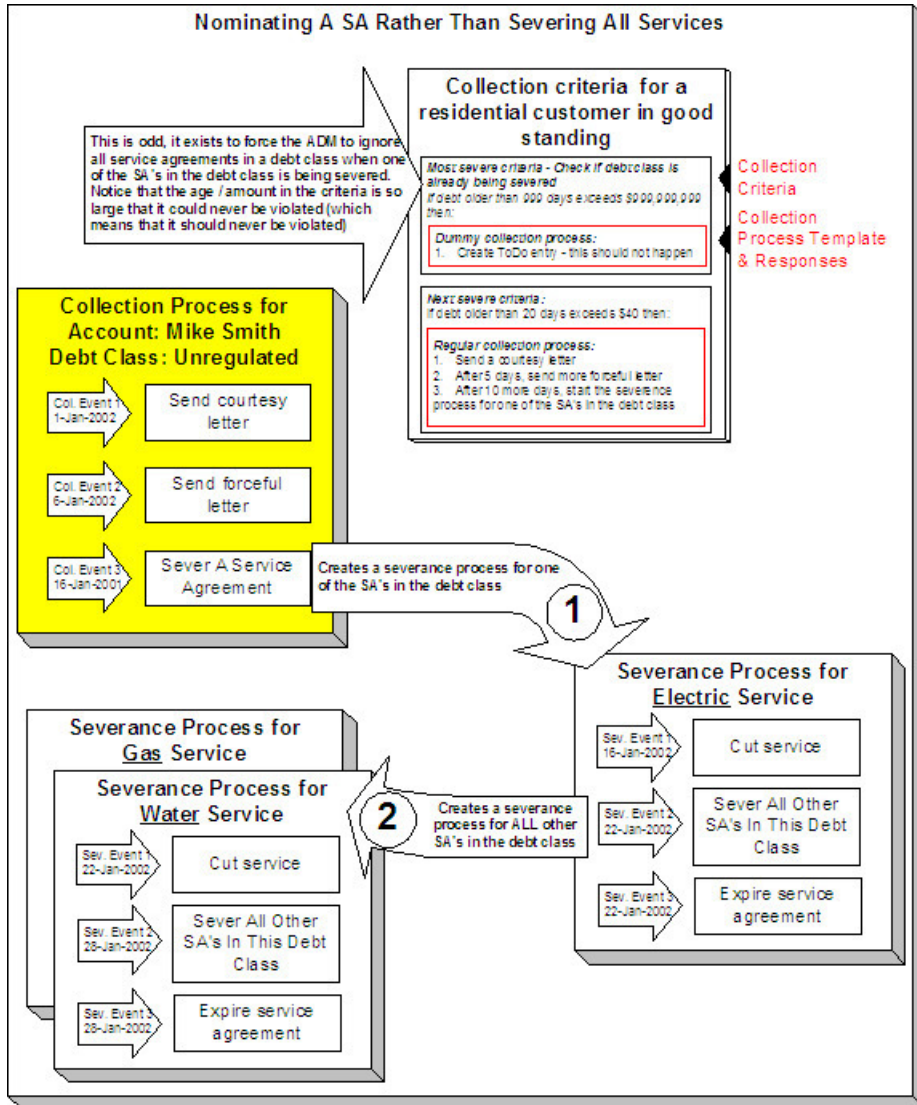 Nominating A SA Rather Than Severing All Services
This is odd, it exists to force the ADM to ignore
all service agreements in a debt class when one
of the SA's in the debt class is being severed.
Notice that the age / amount in the criteria is so
large that it could never be violated (which
means that it should never be violated)
Collection criteria for a
residential customer in good
standing
Most severe criteria - Check if debt class is
already being severed
If debt older than 999 days exceeds $999,999,999
then:
Dummy collection process:
1. Create ToDo entry - this should not happen
Next severe criteria:
If debt older than 20 days exceeds $40 then:
Regular collection process:
1. Send a courtesy letter
2. After 5 days, send more forceful letter
3. After 10 more days, start the severence
process for one of the SA's in the debt class
Collection
Criteria
Collection
Process Template
& Responses
Collection Process for
Account: Mike Smith
Debt Class: Unregulated
Col. Event 1
1-Jan-2002
Send courtesy
letter
Col. Event 2
6-Jan-2002
Send forceful
letter
Col. Event 3
16-Jan-2001
Sever A Service
Agreement
Creates a severance process for one
of the SA's in the debt class
1
Severance Process for
Electric Service
Sev. Event 1
16-Jan-2002
Cut service
Sev. Event 2
22-Jan-2002
Sever All Other
SA's In This Debt
Class
Sev. Event 3
22-Jan-2002
Expire service
agreement
2
Creates a severance
process for ALL other
SA's in the debt class
Severance Process for
Gas Service
Severance Process for
Water Service
Sev. Event 1
22-Jan-2002
Cut service
Sev. Event 2
28-Jan-2002
Sever All Other
SA's In This Debt
Class
Sev. Event 3
28-Jan-2002
Expire service
agreement